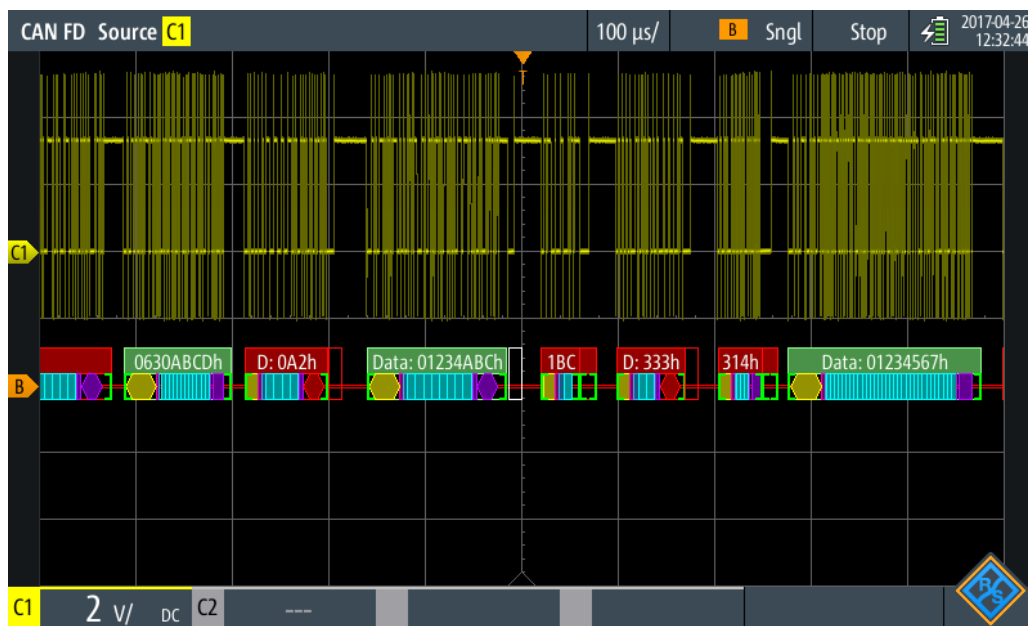 CAN FD Source C1 100 µs/ B Sngl Stop 2017-04-26
12:32:44
T
C1
0630ABCDh D: 0A2h Data: 01234ABCh 1BC D: 333h 314h Data: 01234567h
B
C1 2 V/ DC C2 ---
R&S